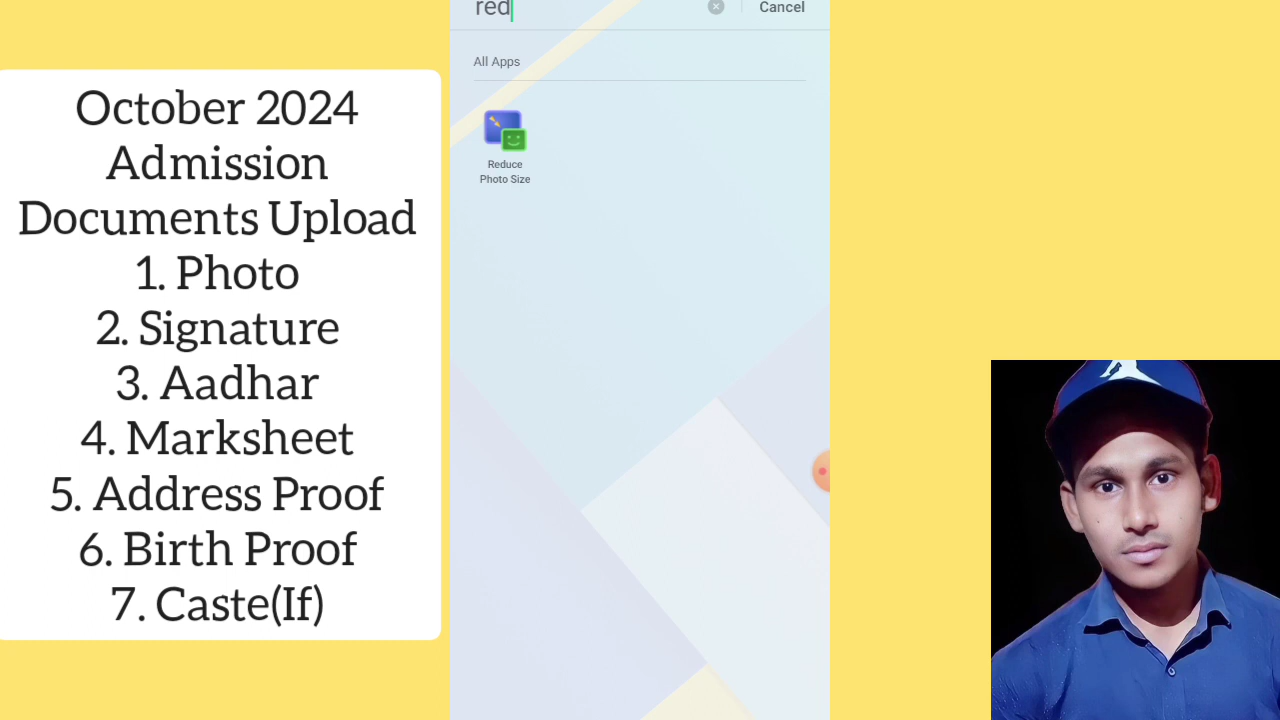 October 2024
Admission
Documents Upload
1. Photo
2. Signature
3. Aadhar
4. Marksheet
5. Address Proof
6. Birth Proof
7. Caste(If)
red
Cancel
All Apps
Reduce
Photo Size